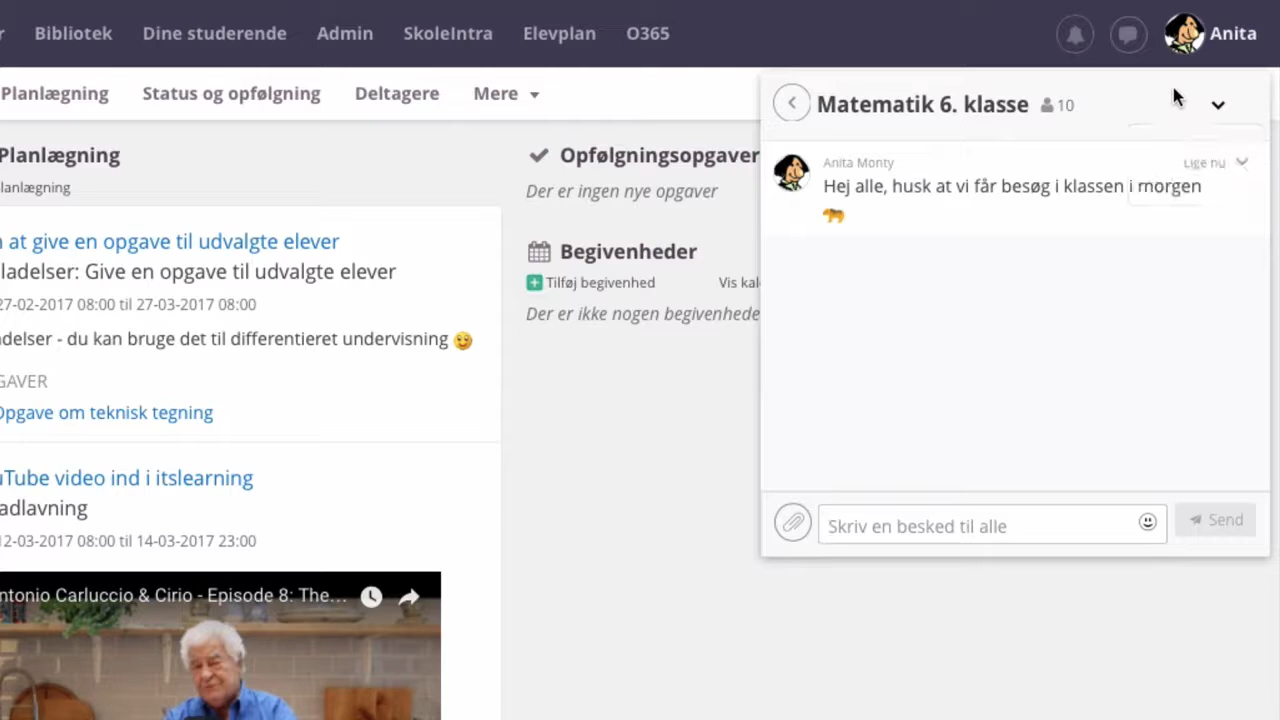 Bibliotek Dine studerende Admin SkoleIntra Elevplan O365 Anita
Planlægning Status og opfølgning Deltagere Mere
Planlægning
lanlægning
at give en opgave til udvalgte elever
ladelser: Give en opgave til udvalgte elever
27-02-2017 08:00 til 27-03-2017 08:00
delser - du kan bruge det til differentieret undervisning
GAVER
Opgave om teknisk tegning
uTube video ind i itslearning
adlavning
12-03-2017 08:00 til 14-03-2017 23:00
ntonio Carluccio & Cirio - Episode 8: The...
Opfølgningsopgaver
Der er ingen nye opgaver
Begivenheder
Tilføj begivenhed Vis kal
Der er ikke nogen begivenhede
Matematik 6. klasse 10
Anita Monty Lige nu
Hej alle, husk at vi får besøg i klassen i morgen
🐅
Skriv en besked til alle
Send